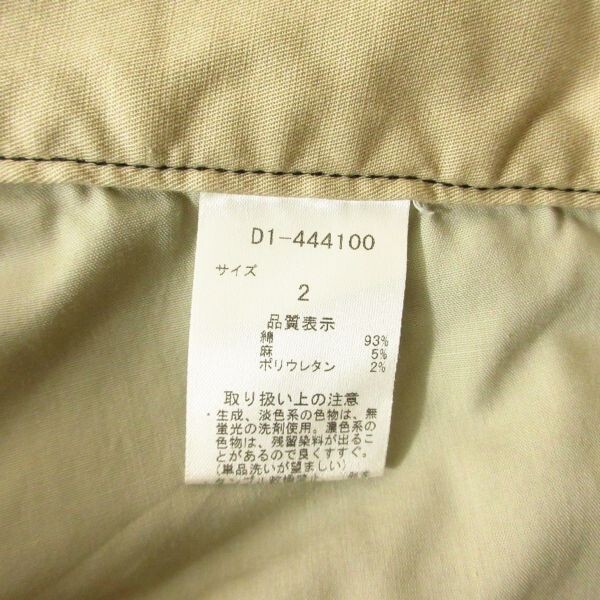 D1-444100
サイズ
2
品質表示
綿 93%
麻 5%
ポリウレタン 2%
取り扱い上の注意
・生成、淡色系の色物は、無
蛍光の洗剤使用。濃色系の
色物は、残留染料が出るこ
とがあるので良くすすぐ。
(単品洗いが望ましい)